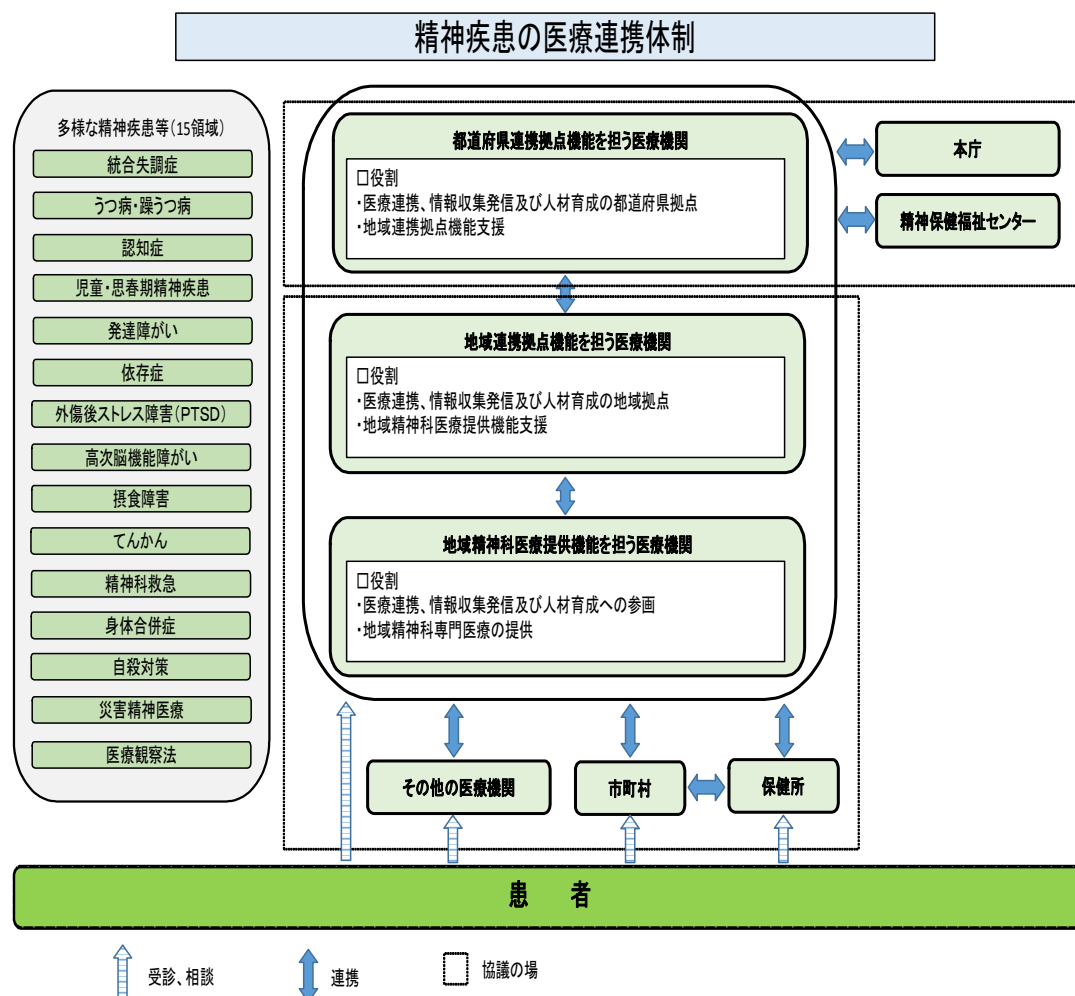 精神疾患の医療連携体制
多様な精神疾患等(15領域)
統合失調症
うつ病・躁うつ病
認知症
児童・思春期精神疾患
発達障がい
依存症
外傷後ストレス障害(PTSD)
高次脳機能障がい
摂食障害
てんかん
精神科救急
身体合併症
自殺対策
災害精神医療
医療観察法
都道府県連携拠点機能を担う医療機関
□役割
・医療連携、情報収集発信及び人材育成の都道府県拠点
・地域連携拠点機能支援
本庁
精神保健福祉センター
地域連携拠点機能を担う医療機関
□役割
・医療連携、情報収集発信及び人材育成の地域拠点
・地域精神科医療提供機能支援
地域精神科医療提供機能を担う医療機関
□役割
・医療連携、情報収集発信及び人材育成への参画
・地域精神科専門医療の提供
その他の医療機関
市町村
保健所
患 者
受診、相談
連携
協議の場